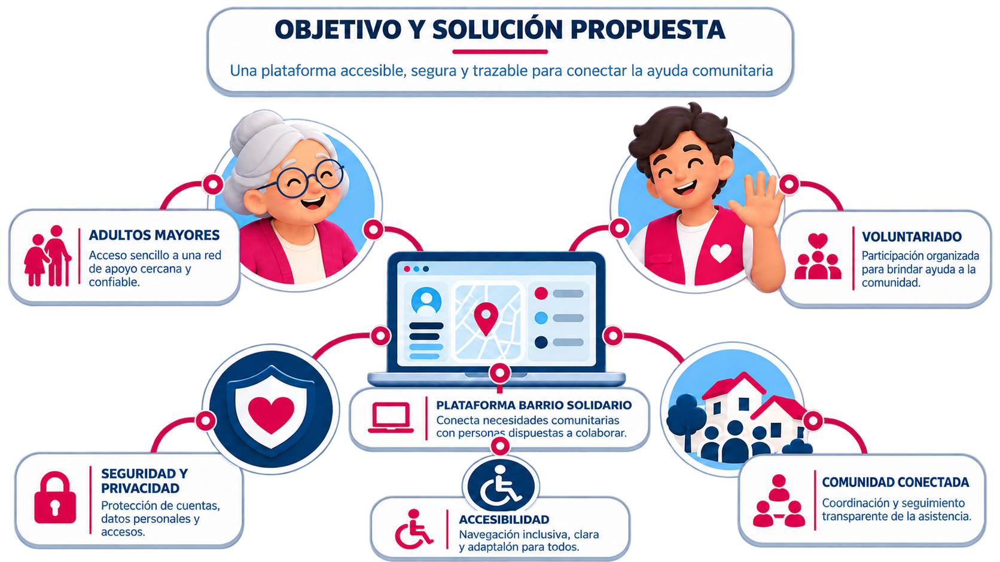 OBJETIVO Y SOLUCIÓN PROPUESTA
Una plataforma accesible, segura y trazable para conectar la ayuda comunitaria
ADULTOS MAYORES
Acceso sencillo a una red
de apoyo cercana y
confiable.
VOLUNTARIADO
Participación organizada
para brindar ayuda a la
comunidad.
PLATAFORMA BARRIO SOLIDARIO
Conecta necesidades comunitarias
con personas dispuestas a colaborar.
SEGURIDAD Y
PRIVACIDAD
Protección de cuentas,
datos personales y
accesos.
ACCESIBILIDAD
Navegación inclusiva, clara
y adaptalón para todos.
COMUNIDAD CONECTADA
Coordinación y seguimiento
transparente de la asistencia.